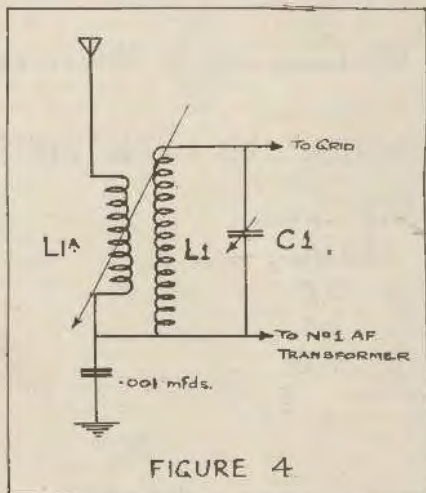 TO GRID
L1A.
L1
C1.
TO No1 AF
TRANSFORMER
.001 mfds.
FIGURE 4